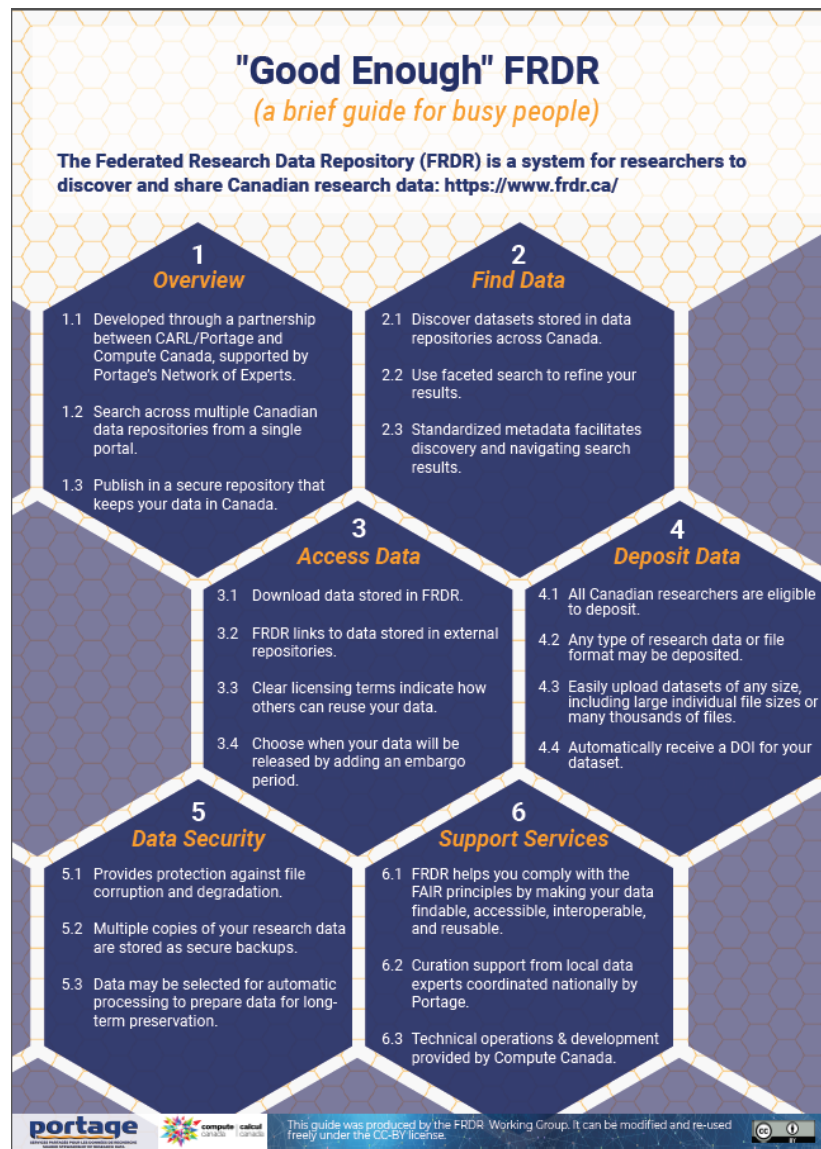 "Good Enough" FRDR
(a brief guide for busy people)
The Federated Research Data Repository (FRDR) is a system for researchers to
discover and share Canadian research data: https://www.frdr.ca/
1
Overview
1.1 Developed through a partnership
between CARL/Portage and
Compute Canada, supported by
Portage's Network of Experts.
1.2 Search across multiple Canadian
data repositories from a single
portal.
1.3 Publish in a secure repository that
keeps your data in Canada.
2
Find Data
2.1 Discover datasets stored in data
repositories across Canada.
2.2 Use faceted search to refine your
results.
2.3 Standardized metadata facilitates
discovery and navigating search
results.
3
Access Data
3.1 Download data stored in FRDR.
3.2 FRDR links to data stored in external
repositories.
3.3 Clear licensing terms indicate how
others can reuse your data.
3.4 Choose when your data will be
released by adding an embargo
period.
4
Deposit Data
4.1 All Canadian researchers are eligible
to deposit.
4.2 Any type of research data or file
format may be deposited.
4.3 Easily upload datasets of any size,
including large individual file sizes or
many thousands of files.
4.4 Automatically receive a DOI for your
dataset.
5
Data Security
5.1 Provides protection against file
corruption and degradation.
5.2 Multiple copies of your research data
are stored as secure backups.
5.3 Data may be selected for automatic
processing to prepare data for long-
term preservation.
6
Support Services
6.1 FRDR helps you comply with the
FAIR principles by making your data
findable, accessible, interoperable,
and reusable.
6.2 Curation support from local data
experts coordinated nationally by
Portage.
6.3 Technical operations & development
provided by Compute Canada.
portage
compute | calcul
canada | canada
This guide was produced by the FRDR Working Group. It can be modified and re-used
freely under the CC-BY license.
cc
BY